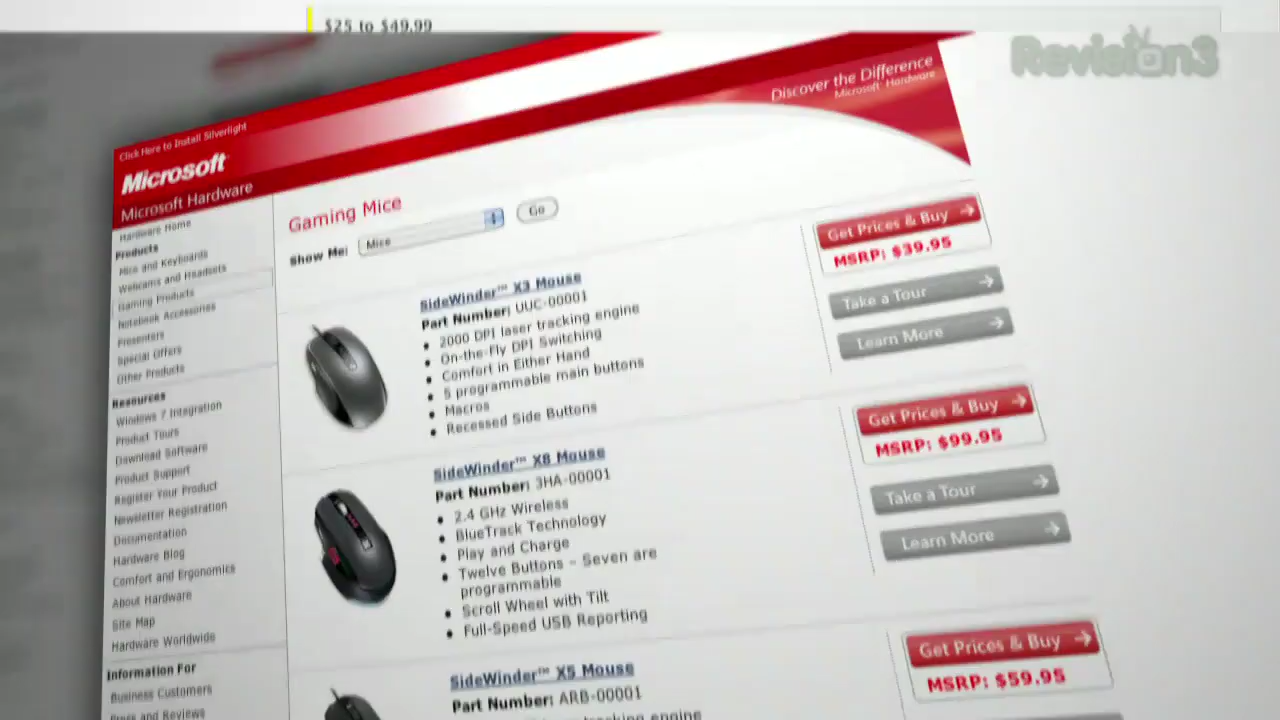 $25 to $49.99
Revision3
Click Here to Install Silverlight
Discover the Difference
Microsoft® Hardware
Microsoft
Microsoft Hardware
Hardware Home
Products
Mice and Keyboards
Webcams and Headsets
Gaming Products
Notebook Accessories
Presenters
Special Offers
Other Products
Resources
Windows 7 Integration
Product Tours
Download Software
Product Support
Register Your Product
Newsletter Registration
Documentation
Hardware Blog
Comfort and Ergonomics
About Hardware
Site Map
Hardware Worldwide
Information For
Business Customers
Press and Reviews
Gaming Mice
Show Me: Mice Go
SideWinder™ X3 Mouse
Part Number: UUC-00001
• 2000 DPI laser tracking engine
• On-the-Fly DPI Switching
• Comfort in Either Hand
• 5 programmable main buttons
• Macros
• Recessed Side Buttons
Get Prices & Buy
MSRP: $39.95
Take a Tour
Learn More
SideWinder™ X8 Mouse
Part Number: 3HA-00001
• 2.4 GHz Wireless
• BlueTrack Technology
• Play and Charge
• Twelve Buttons – Seven are
programmable
• Scroll Wheel with Tilt
• Full-Speed USB Reporting
Get Prices & Buy
MSRP: $99.95
Take a Tour
Learn More
SideWinder™ X5 Mouse
Part Number: ARB-00001
tracking engine
Get Prices & Buy
MSRP: $59.95